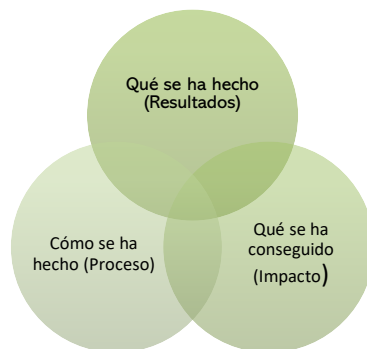 Qué se ha hecho
(Resultados)
Cómo se ha
hecho (Proceso)
Qué se ha
conseguido
(Impacto)